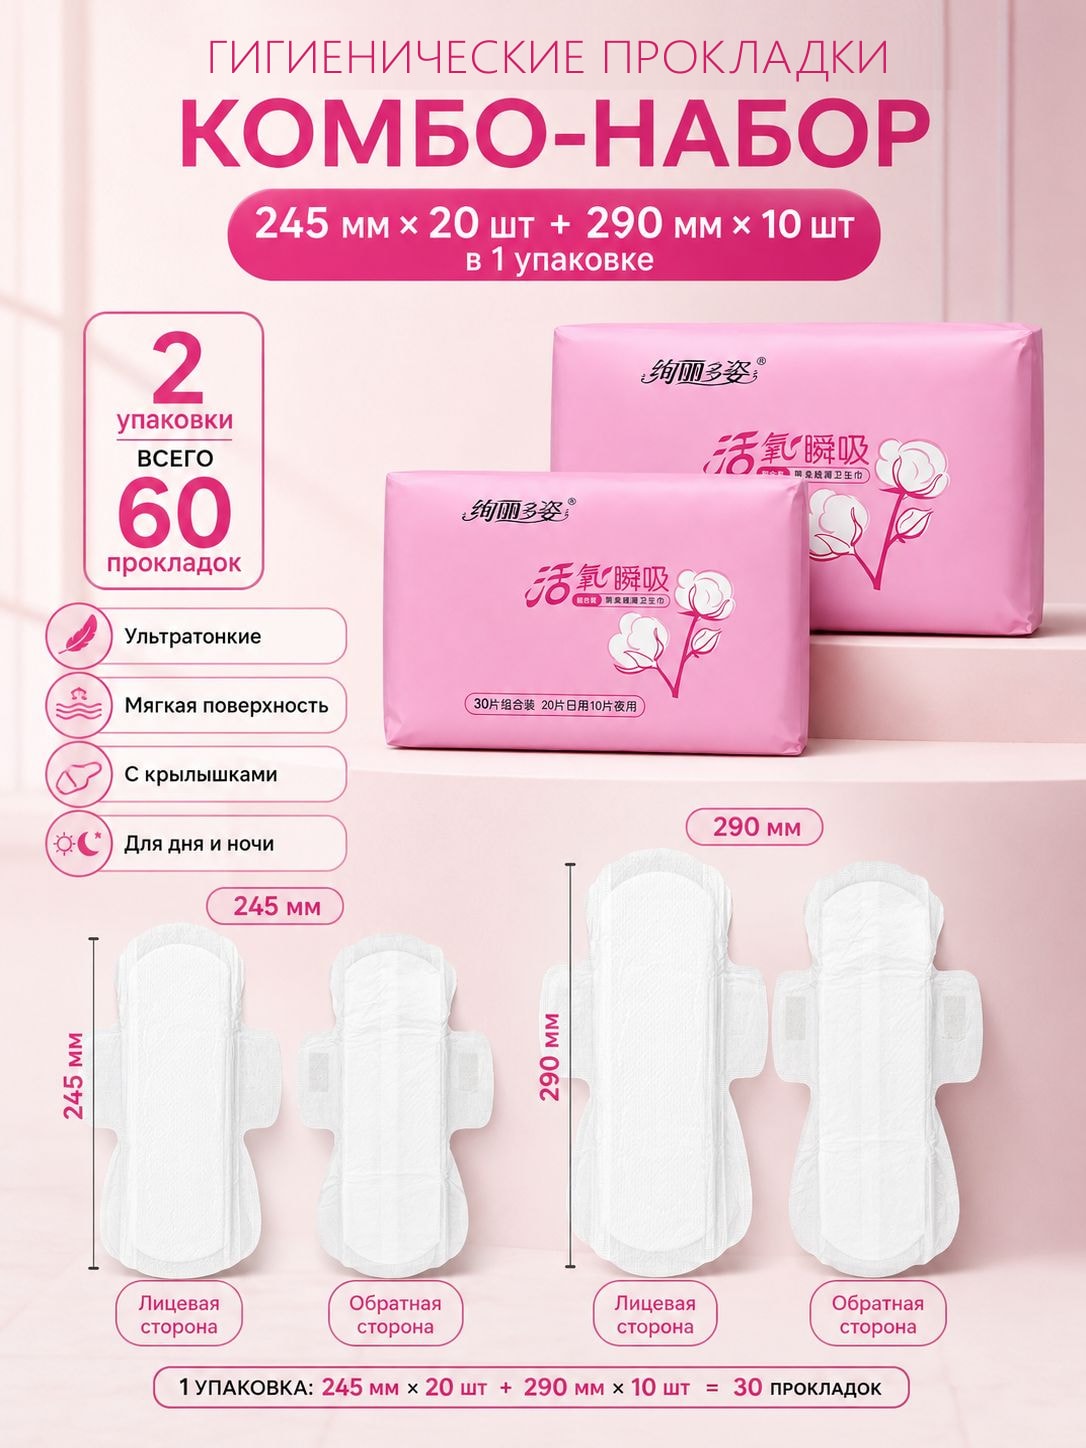 ГИГИЕНИЧЕСКИЕ ПРОКЛАДКИ
КОМБО-НАБОР
245 мм × 20 шт + 290 мм × 10 шт
в 1 упаковке
2
упаковки
ВСЕГО
60
прокладок
Ультратонкие
Мягкая поверхность
С крылышками
Для дня и ночи
绚丽多姿®
活氧瞬吸
绚丽多姿®
活氧瞬吸
组合装
30片组合装 20片日用10片夜用
245 мм
290 мм
245 мм
290 мм
Лицевая
сторона
Обратная
сторона
Лицевая
сторона
Обратная
сторона
1 УПАКОВКА: 245 мм × 20 шт + 290 мм × 10 шт = 30 ПРОКЛАДОК